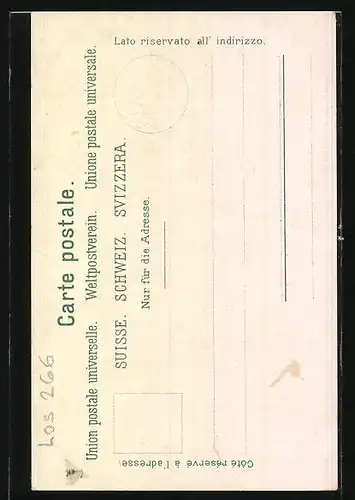 Carte postale.
Union postale universelle. Weltpostverein. Unione postale universale.
SUISSE. SCHWEIZ. SVIZZERA.
Nur für die Adresse.
Côté réservé à l'adresse.
Lato riservato all' indirizzo.
Los 266